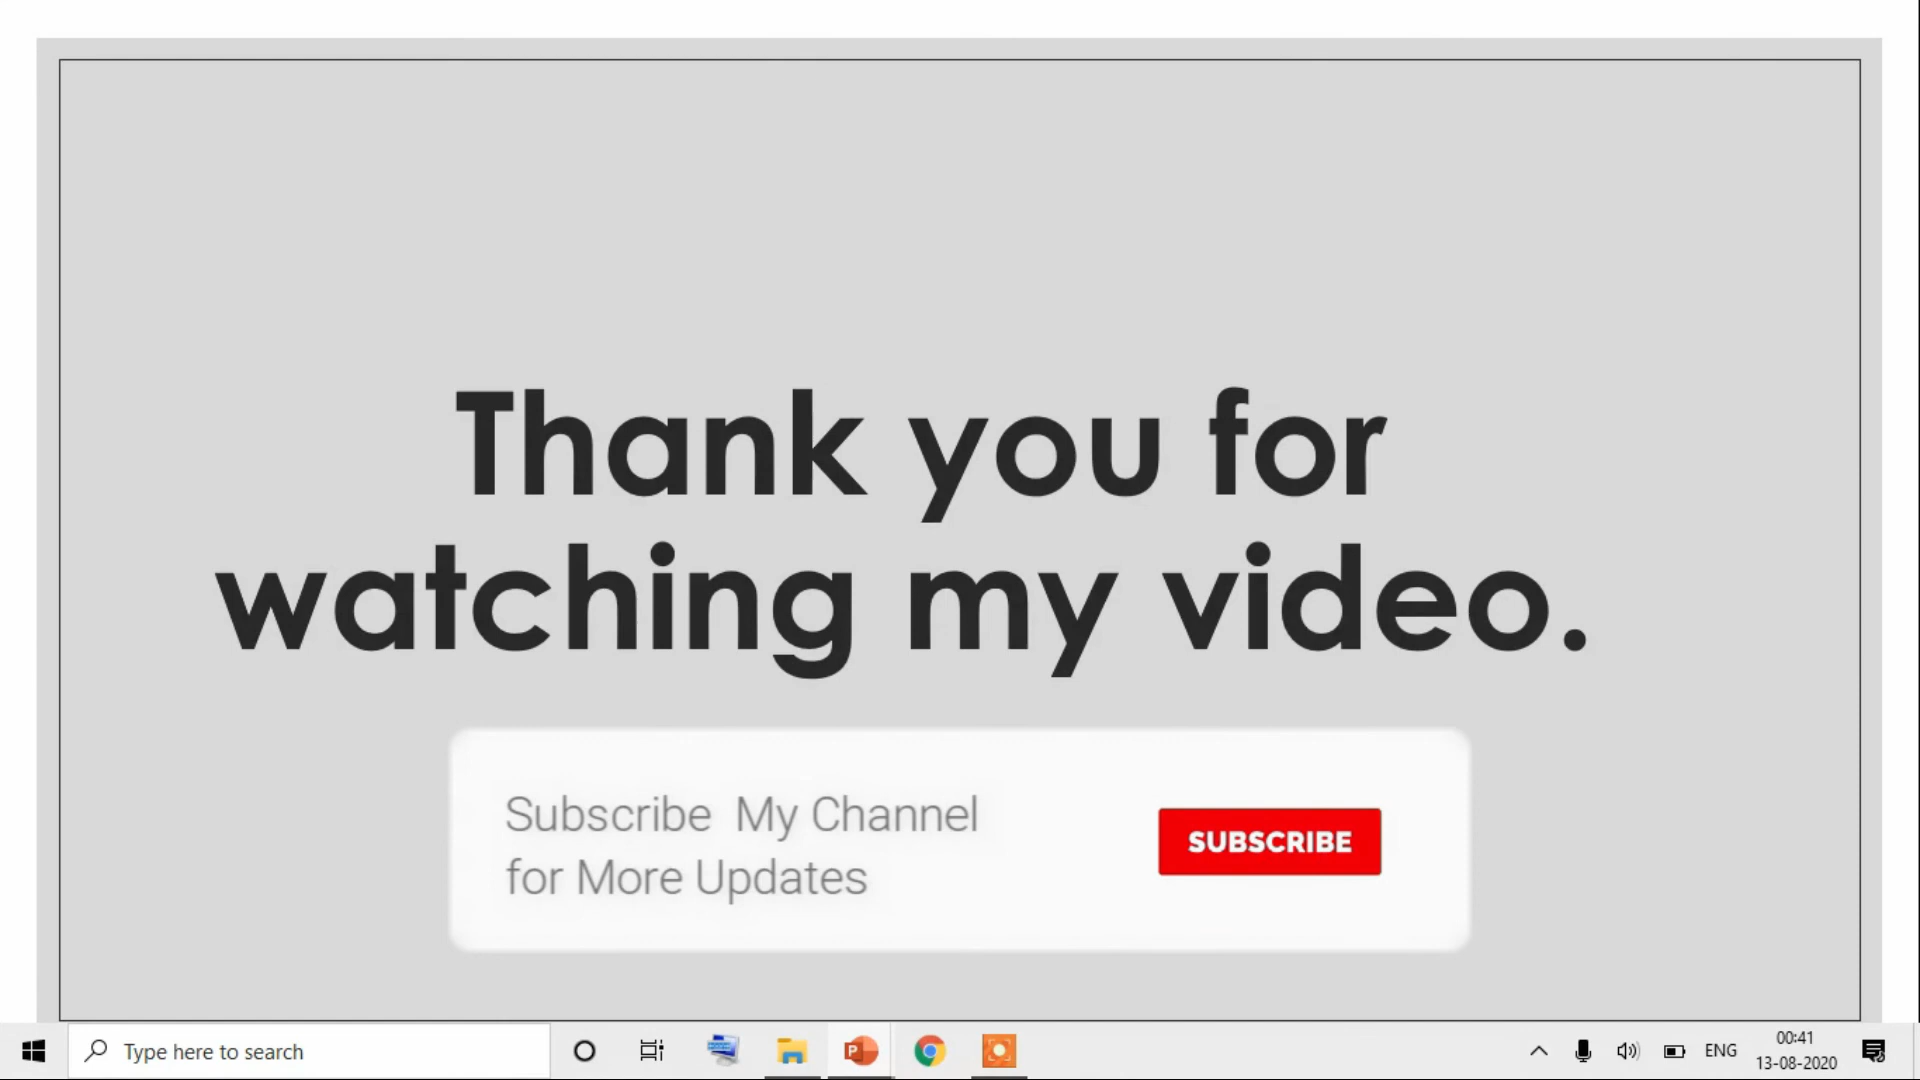 Thank you for
watching my video.
Subscribe My Channel
for More Updates
SUBSCRIBE
Type here to search
ENG
00:41
13-08-2020